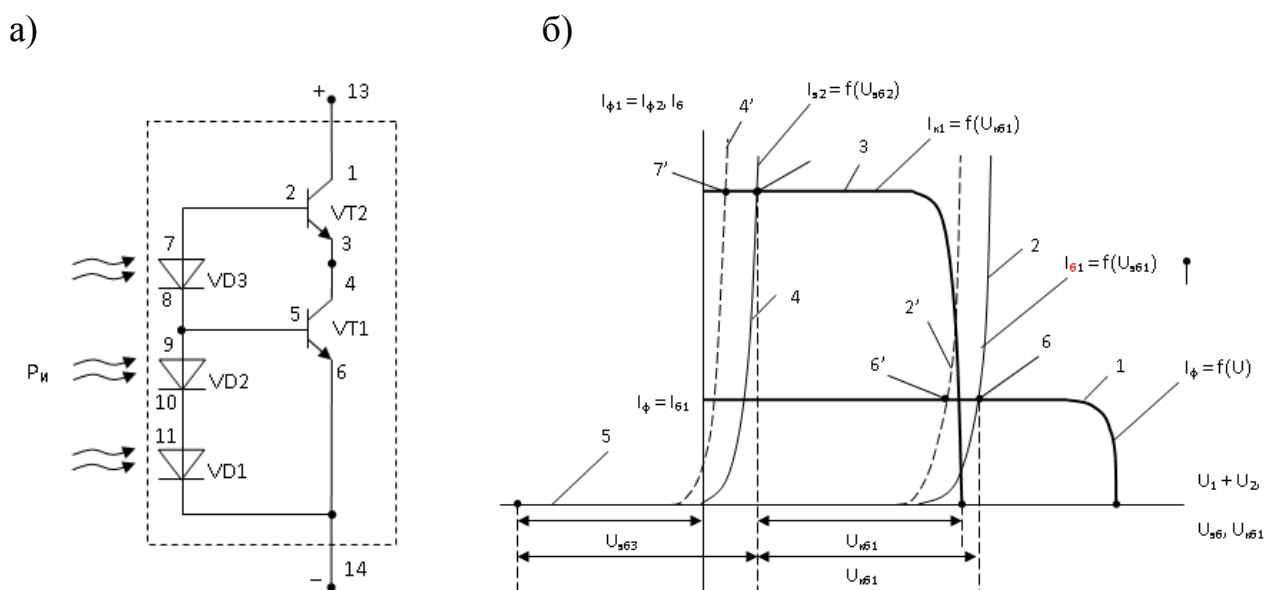 а)
б)
+ 13
1
2
VT2
3
7
VD3
8
4
5
VT1
9
Pи
VD2
6
10
11
VD1
– 14
Iф1 = Iф2, Iб
4’
Iэ2 = f(Uэб2)
Iк1 = f(Uкб1)
3
7’
2
Iб1 = f(Uэб1)
4
2’
6’
6
1
Iф = f(U)
Iф = Iб1
5
U1 + U2,
Uэб, Uкб1
Uэб3
Uкб1
Uкб1